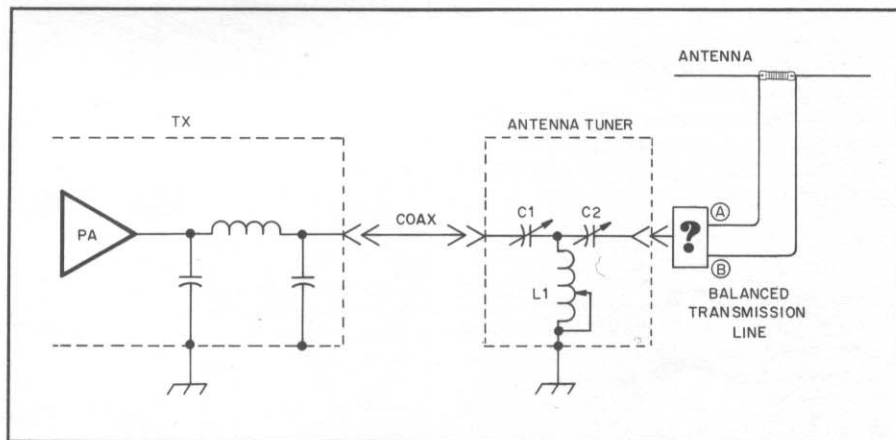 ANTENNA
TX
ANTENNA TUNER
PA
COAX
C1
C2
L1
?
A
B
BALANCED
TRANSMISSION
LINE